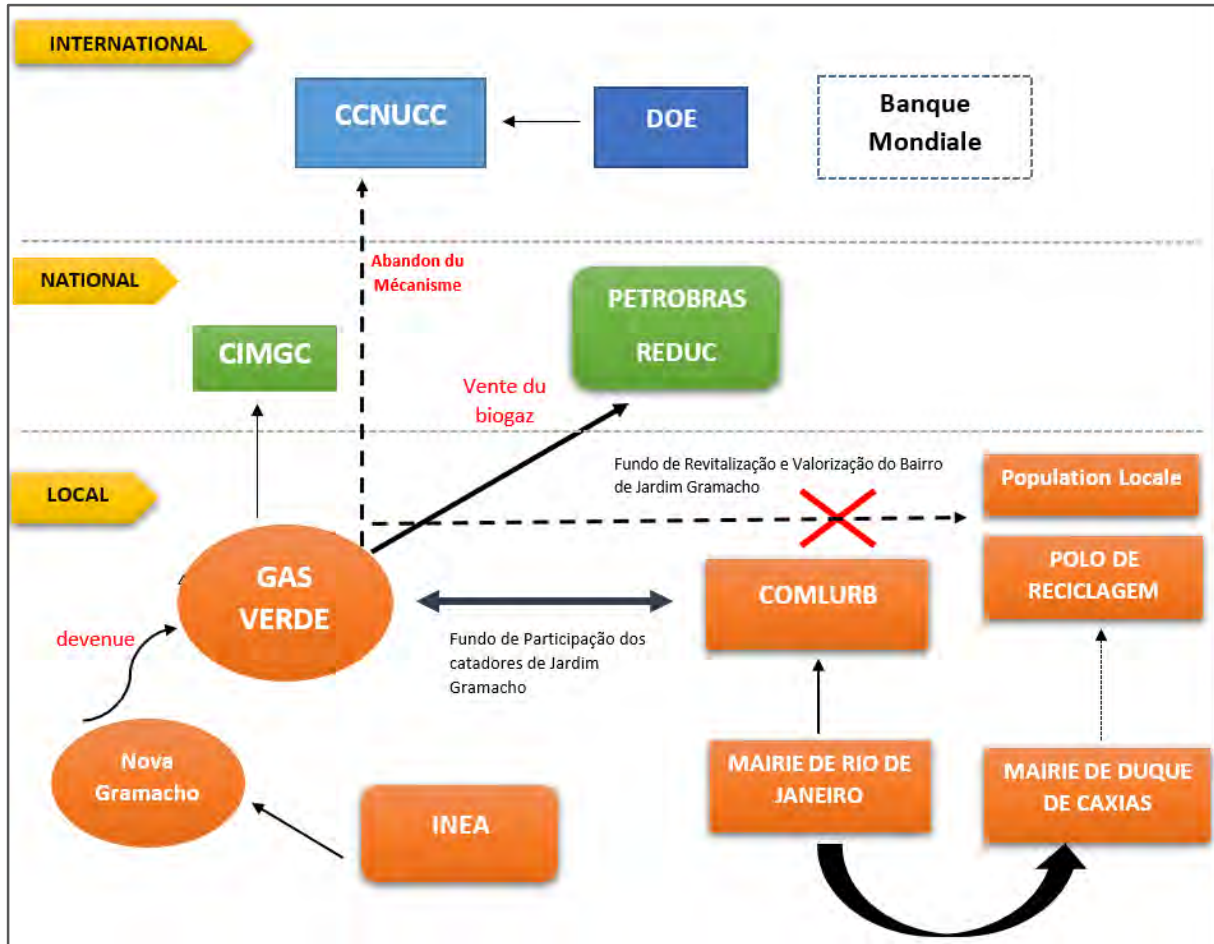 INTERNATIONAL
CCNUCC
DOE
Banque
Mondiale
NATIONAL
Abandon du
Mécanisme
PETROBRAS
REDUC
CIMGC
Vente du
biogaz
LOCAL
Fundo de Revitalização e Valorização do Bairro
de Jardim Gramacho
Population Locale
GAS
VERDE
COMLURB
POLO DE
RECICLAGEM
devenue
Fundo de Participação dos
catadores de Jardim
Gramacho
Nova
Gramacho
INEA
MAIRIE DE RIO DE
JANEIRO
MAIRIE DE DUQUE
DE CAXIAS